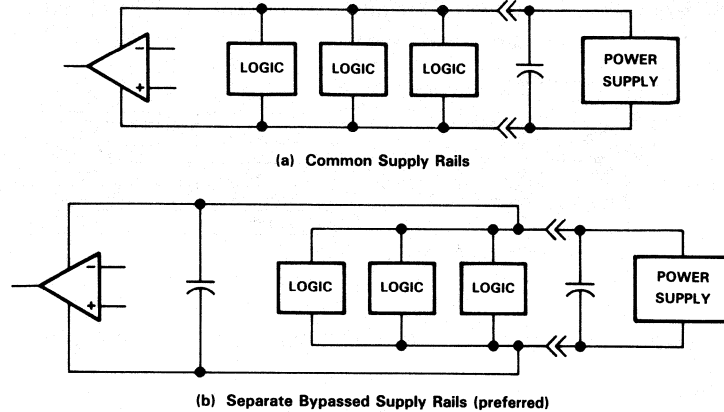 −
+
LOGIC
LOGIC
LOGIC
POWER
SUPPLY
(a) Common Supply Rails
−
+
LOGIC
LOGIC
LOGIC
POWER
SUPPLY
(b) Separate Bypassed Supply Rails (preferred)